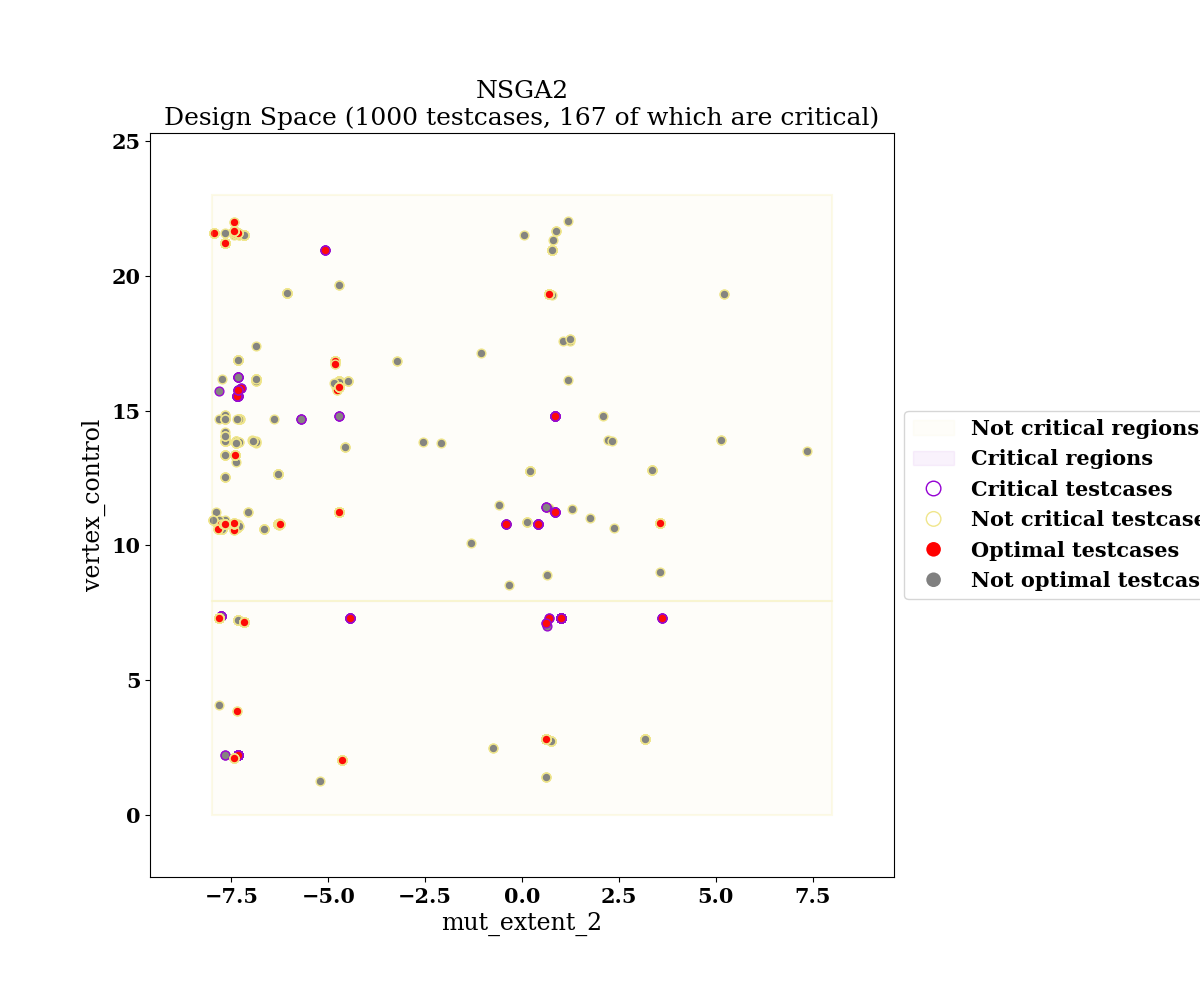 NSGA2
Design Space (1000 testcases, 167 of which are critical)
25
20
15
10
5
0
vertex_control
−7.5 −5.0 −2.5 0.0 2.5 5.0 7.5
mut_extent_2
Not critical regions
Critical regions
Critical testcases
Not critical testcase
Optimal testcases
Not optimal testcas